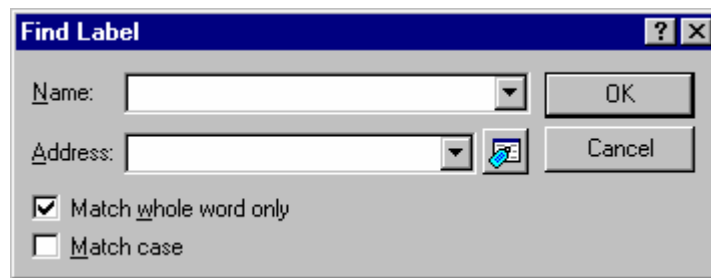 Find Label
Name:
OK
Address:
Cancel
Match whole word only
Match case